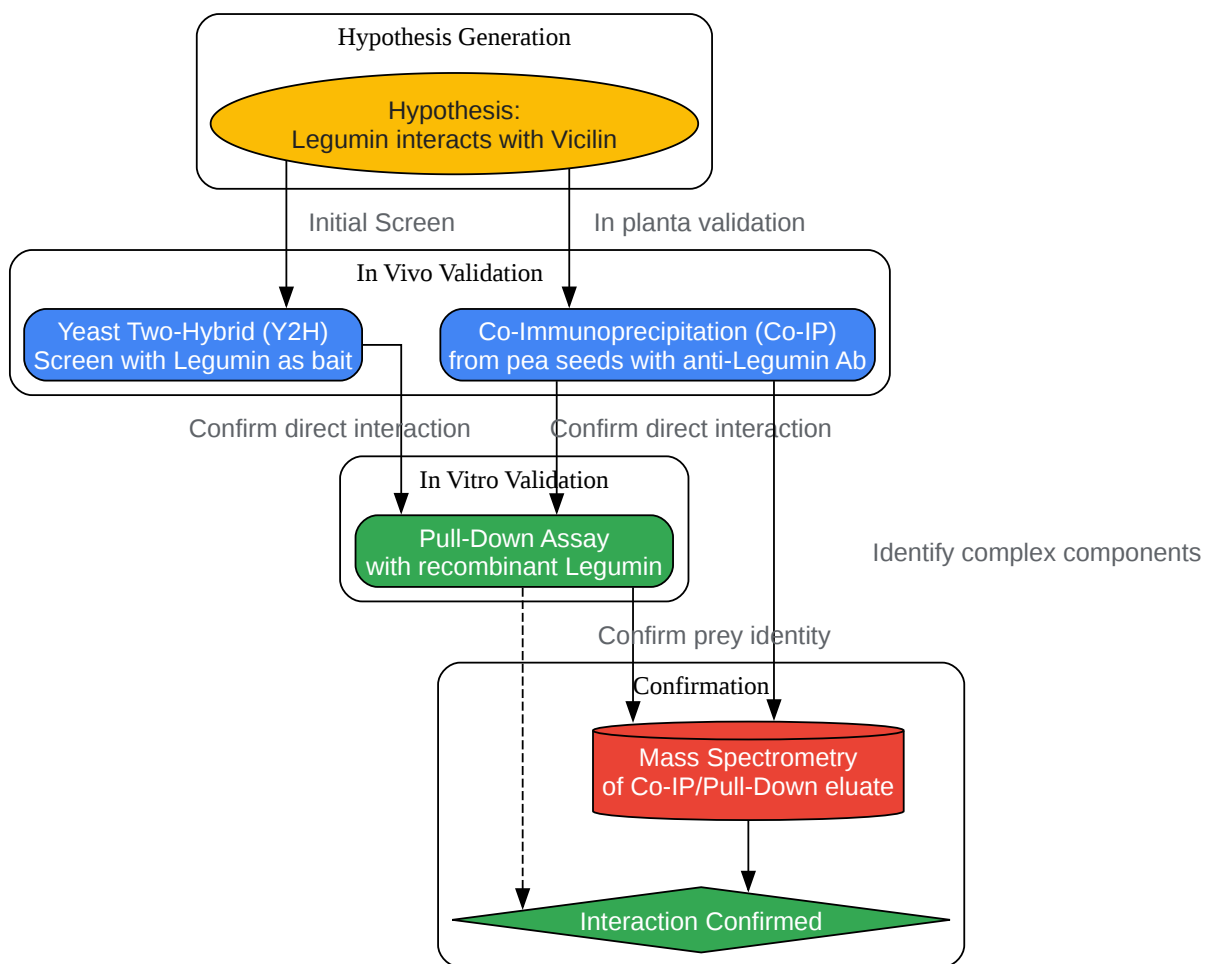 Hypothesis Generation
Hypothesis:
Legumin interacts with Vicilin
Initial Screen
In planta validation
In Vivo Validation
Yeast Two-Hybrid (Y2H)
Screen with Legumin as bait
Co-Immunoprecipitation (Co-IP)
from pea seeds with anti-Legumin Ab
Confirm direct interaction
Confirm direct interaction
In Vitro Validation
Pull-Down Assay
with recombinant Legumin
Identify complex components
Confirm prey identity
Confirmation
Mass Spectrometry
of Co-IP/Pull-Down eluate
Interaction Confirmed